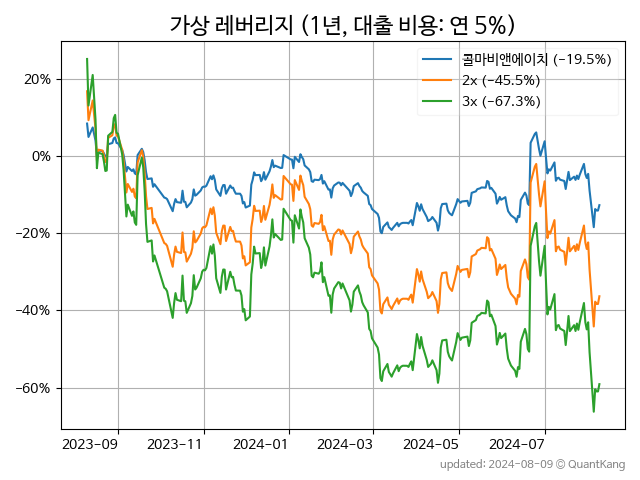 가상 레버리지 (1년, 대출 비용: 연 5%)
콜마비앤에이치 (−19.5%)
2x (−45.5%)
3x (−67.3%)
20%
0%
−20%
−40%
−60%
2023-09
2023-11
2024-01
2024-03
2024-05
2024-07
updated: 2024-08-09 © QuantKang